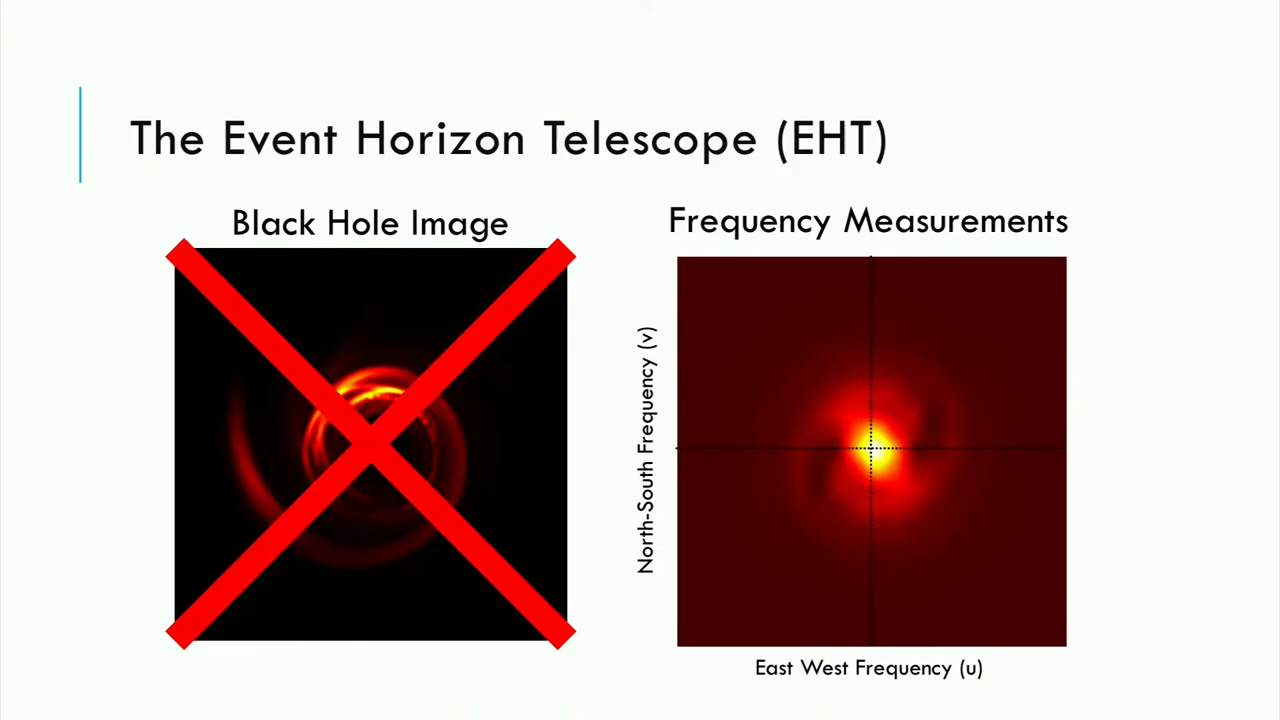 The Event Horizon Telescope (EHT)
Black Hole Image
Frequency Measurements
North-South Frequency (v)
East West Frequency (u)